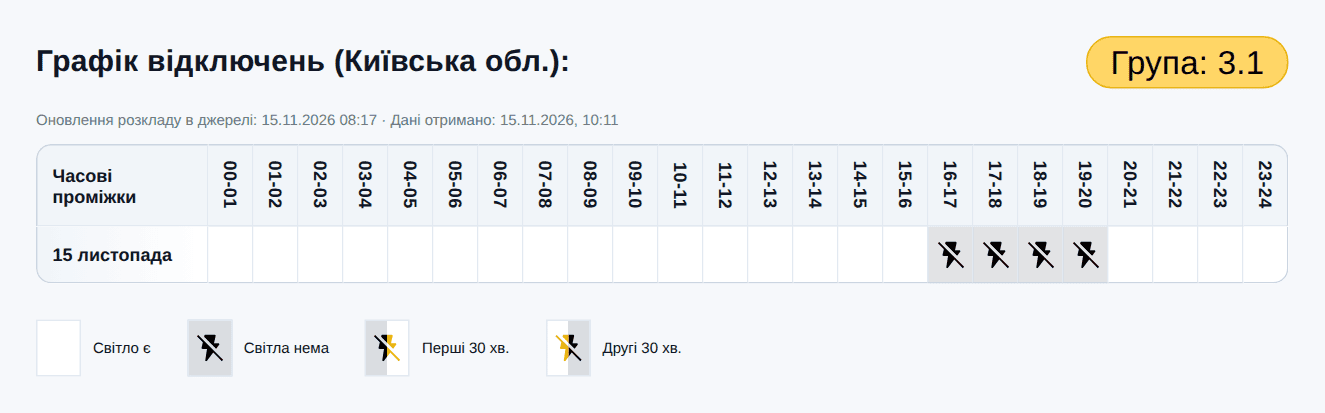 Графік відключень (Київська обл.):
Група: 3.1
Оновлення розкладу в джерелі: 15.11.2026 08:17 · Дані отримано: 15.11.2026, 10:11
Часові
проміжки
00-01
01-02
02-03
03-04
04-05
05-06
06-07
07-08
08-09
09-10
10-11
11-12
12-13
13-14
14-15
15-16
16-17
17-18
18-19
19-20
20-21
21-22
22-23
23-24
15 листопада
Світло є
Світла нема
Перші 30 хв.
Другі 30 хв.